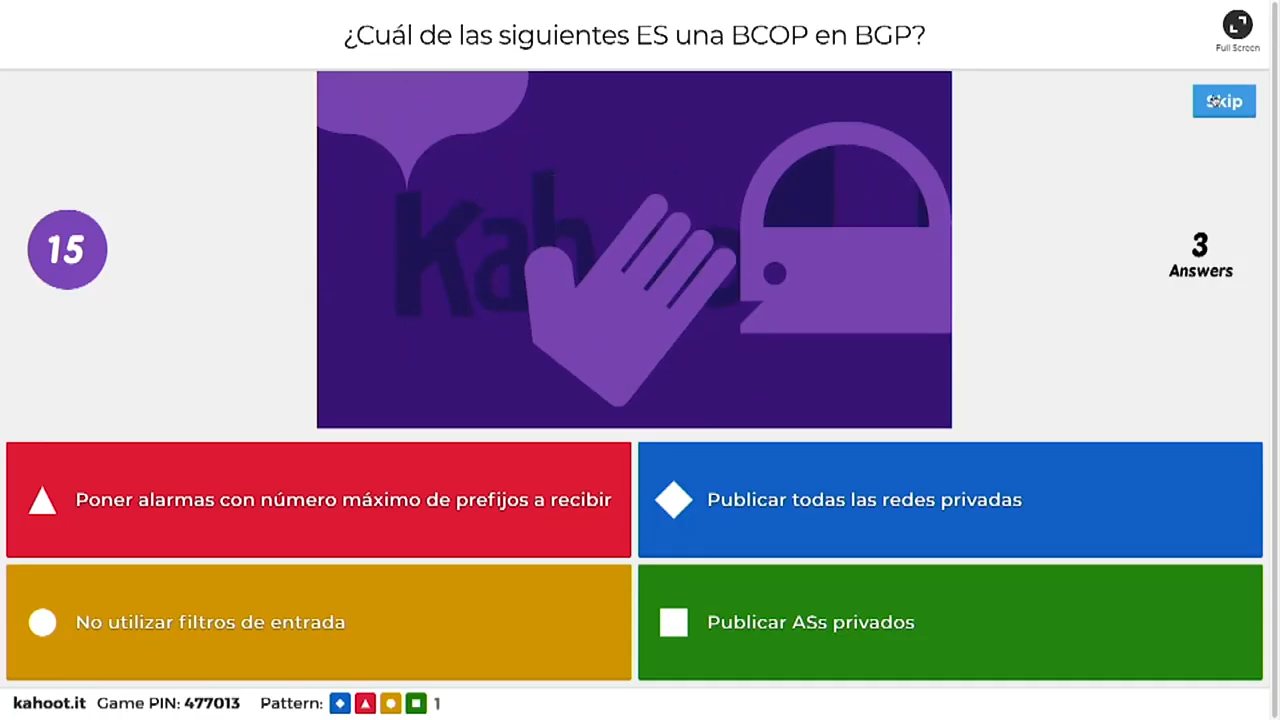 ¿Cuál de las siguientes ES una BCOP en BGP?
Full Screen
Skip
Kah
15
3
Answers
Poner alarmas con número máximo de prefijos a recibir
Publicar todas las redes privadas
No utilizar filtros de entrada
Publicar ASs privados
kahoot.it Game PIN: 477013 Pattern: 1